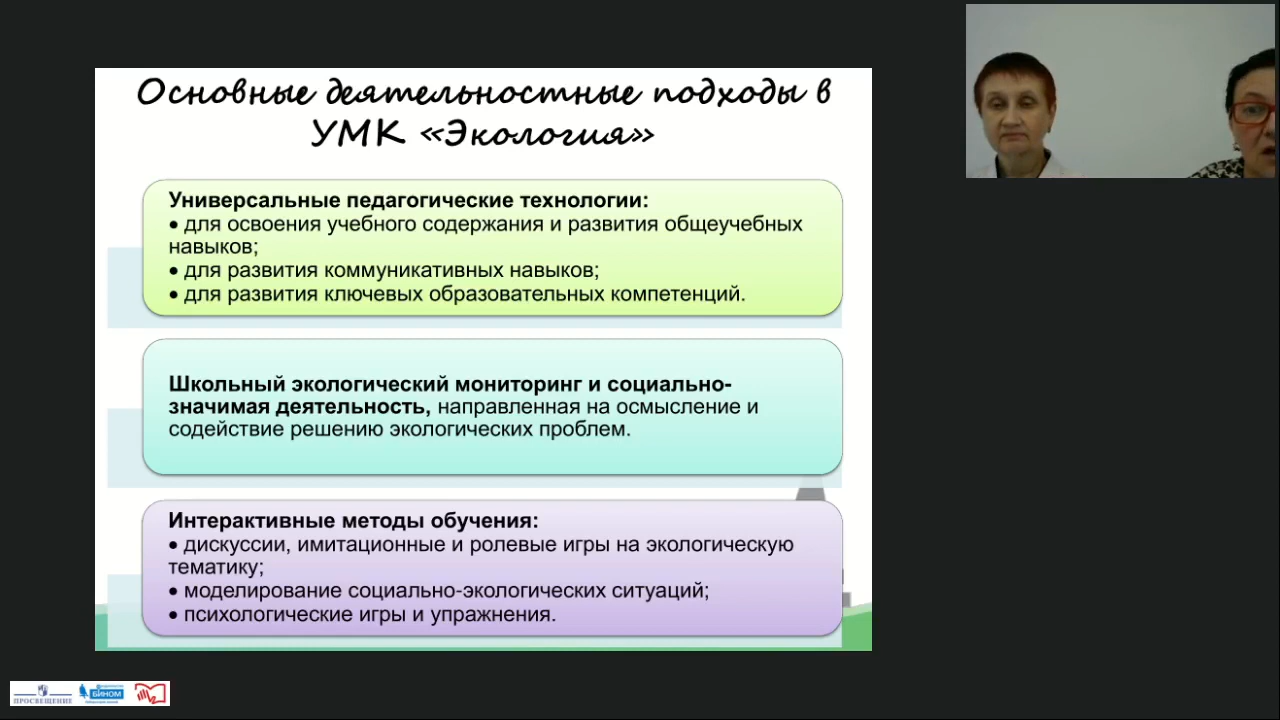 Основные деятельностные подходы в
УМК «Экология»
Универсальные педагогические технологии:
• для освоения учебного содержания и развития общеучебных
навыков;
• для развития коммуникативных навыков;
• для развития ключевых образовательных компетенций.
Школьный экологический мониторинг и социально-
значимая деятельность, направленная на осмысление и
содействие решению экологических проблем.
Интерактивные методы обучения:
• дискуссии, имитационные и ролевые игры на экологическую
тематику;
• моделирование социально-экологических ситуаций;
• психологические игры и упражнения.
ПРОСВЕЩЕНИЕ
БИНОМ